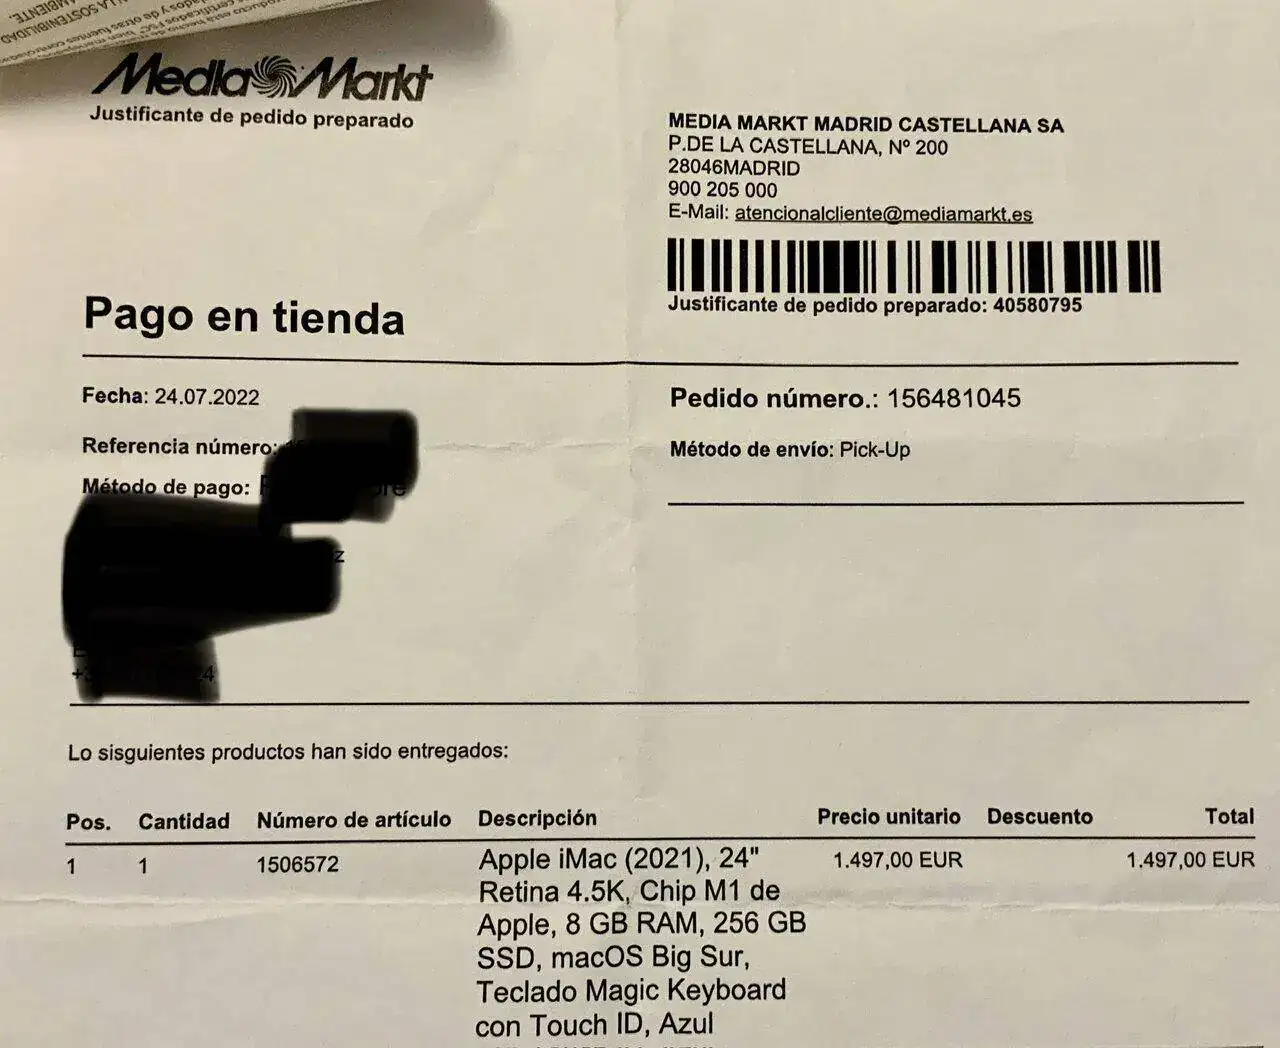 MediaMarkt
Justificante de pedido preparado
MEDIA MARKT MADRID CASTELLANA SA
P.DE LA CASTELLANA, Nº 200
28046MADRID
900 205 000
E-Mail: atencionalcliente@mediamarkt.es
Justificante de pedido preparado: 40580795
Pago en tienda
Fecha: 24.07.2022
Pedido número.: 156481045
Referencia número:
Método de envío: Pick-Up
Método de pago:
Lo sisguientes productos han sido entregados:
Pos. Cantidad Número de artículo Descripción Precio unitario Descuento Total
1 1 1506572 Apple iMac (2021), 24" 1.497,00 EUR 1.497,00 EUR
Retina 4.5K, Chip M1 de
Apple, 8 GB RAM, 256 GB
SSD, macOS Big Sur,
Teclado Magic Keyboard
con Touch ID, Azul